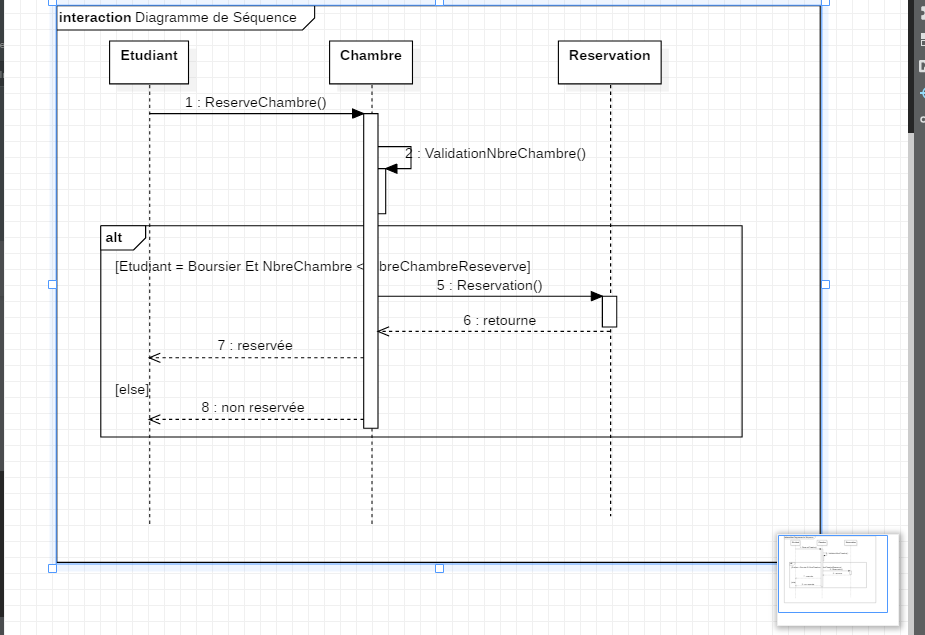 interaction Diagramme de Séquence
Etudiant
Chambre
Reservation
1 : ReserveChambre()
2 : ValidationNbreChambre()
alt
[Etudiant = Boursier Et NbreChambre < breChambreReseverve]
5 : Reservation()
6 : retourne
7 : reservée
[else]
8 : non reservée